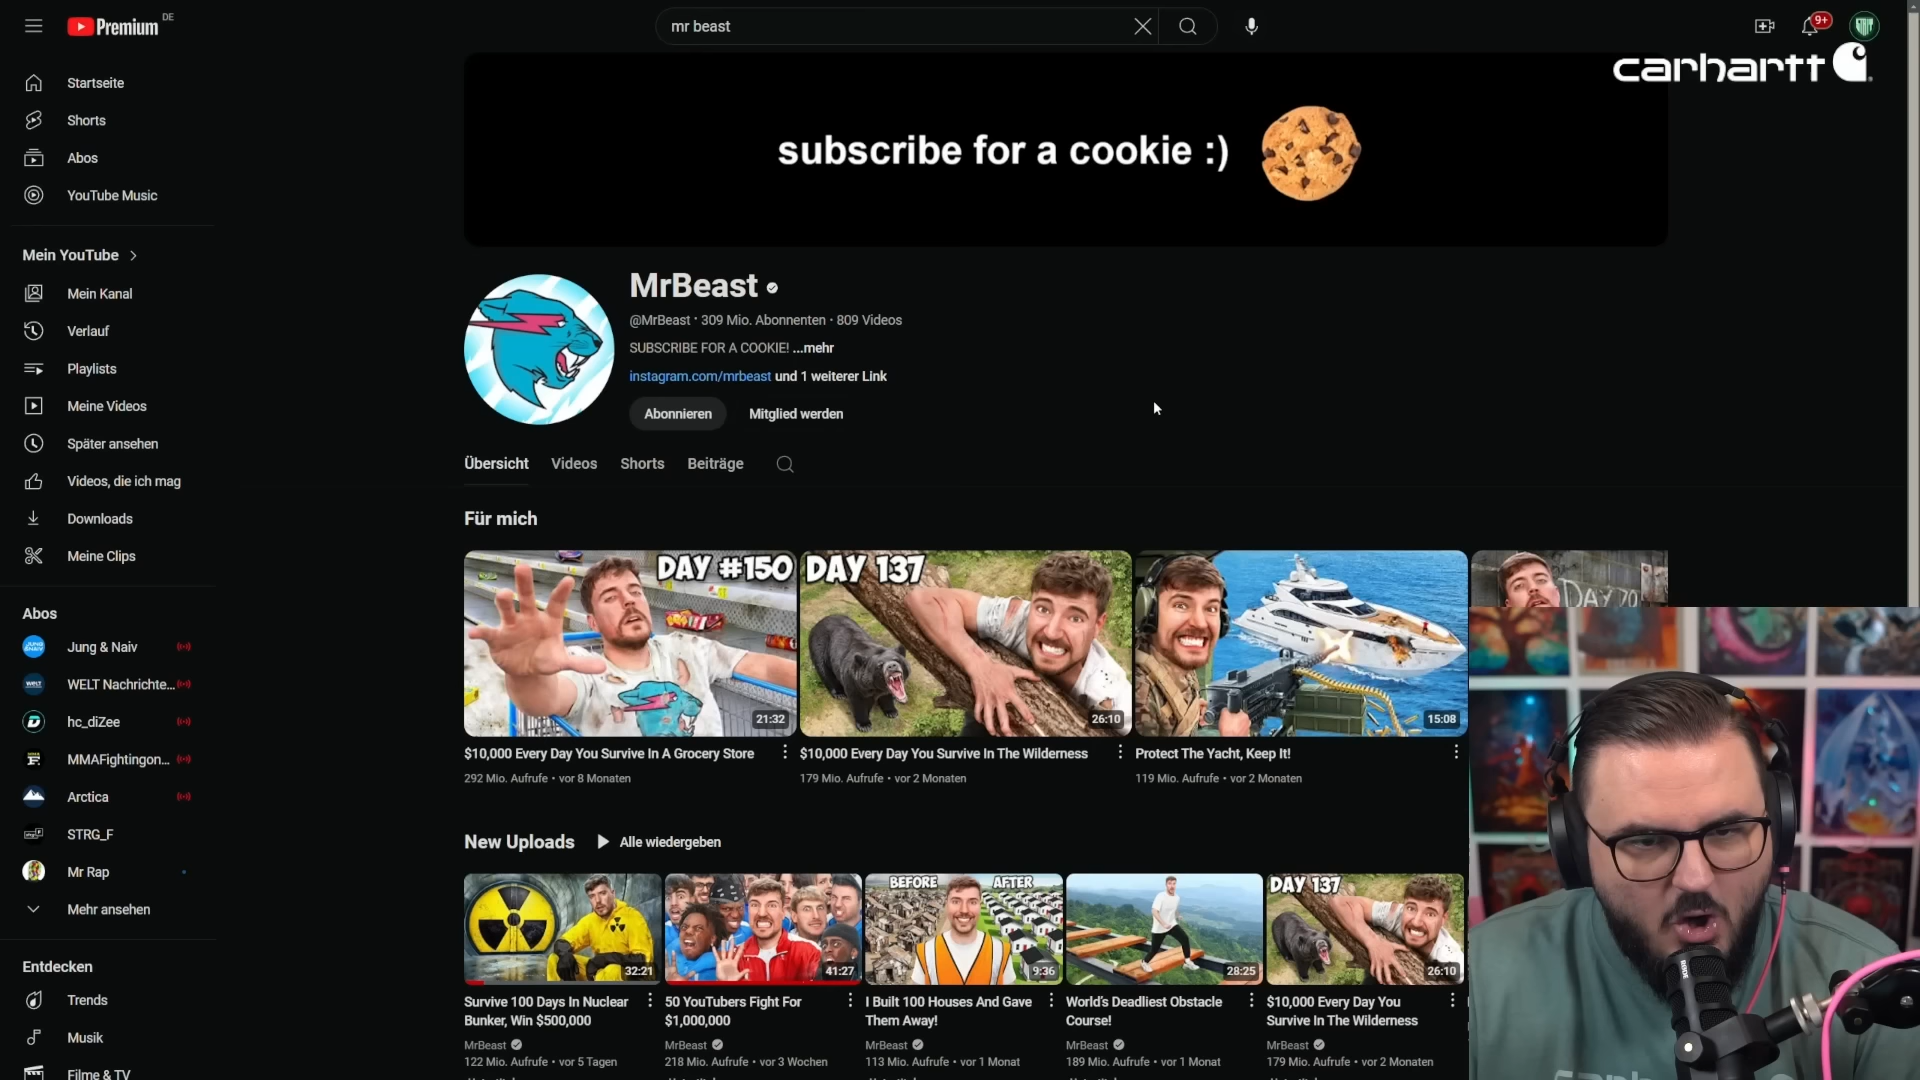 Premium DE
mr beast
9+
carhartt
Startseite
Shorts
Abos
YouTube Music
Mein YouTube
Mein Kanal
Verlauf
Playlists
Meine Videos
Später ansehen
Videos, die ich mag
Downloads
Meine Clips
Abos
Jung & Naiv
WELT Nachrichte...
hc_diZee
MMAFightingon...
Arctica
STRG_F
Mr Rap
Mehr ansehen
Entdecken
Trends
Musik
Filme & TV
subscribe for a cookie :)
MrBeast
@MrBeast · 309 Mio. Abonnenten · 809 Videos
SUBSCRIBE FOR A COOKIE! ...mehr
instagram.com/mrbeast und 1 weiterer Link
Abonnieren Mitglied werden
Übersicht Videos Shorts Beiträge
Für mich
DAY #150
21:32
DAY 137
26:10
15:08
DAY 70
$10,000 Every Day You Survive In A Grocery Store
292 Mio. Aufrufe • vor 8 Monaten
$10,000 Every Day You Survive In The Wilderness
179 Mio. Aufrufe • vor 2 Monaten
Protect The Yacht, Keep It!
119 Mio. Aufrufe • vor 2 Monaten
New Uploads Alle wiedergeben
32:21
41:27
BEFORE AFTER
9:36
28:25
DAY 137
26:10
Survive 100 Days In Nuclear
Bunker, Win $500,000
MrBeast
122 Mio. Aufrufe • vor 5 Tagen
50 YouTubers Fight For
$1,000,000
MrBeast
218 Mio. Aufrufe • vor 3 Wochen
I Built 100 Houses And Gave
Them Away!
MrBeast
113 Mio. Aufrufe • vor 1 Monat
World's Deadliest Obstacle
Course!
MrBeast
189 Mio. Aufrufe • vor 1 Monat
$10,000 Every Day You
Survive In The Wilderness
MrBeast
179 Mio. Aufrufe • vor 2 Monaten
RØDE